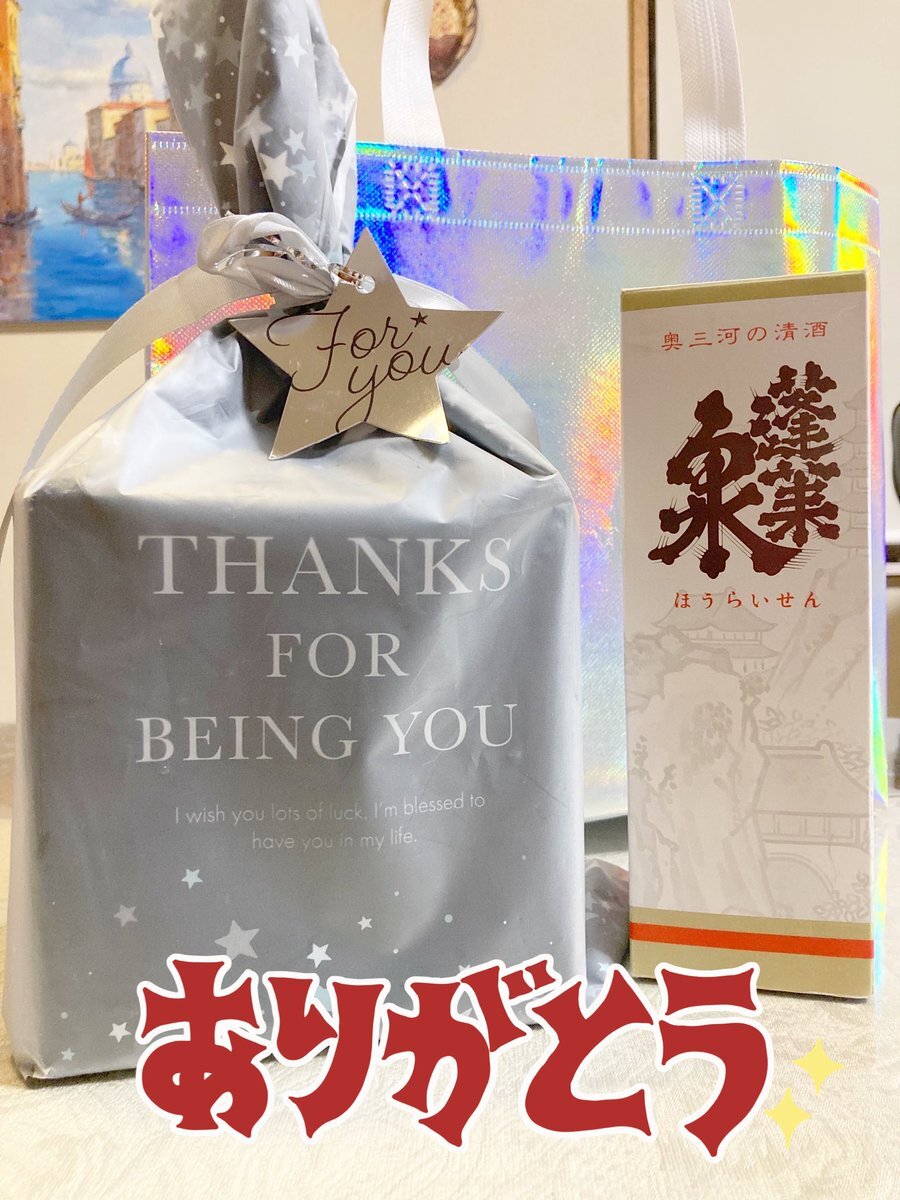 For
you
THANKS
FOR
BEING YOU
I wish you lots of luck. I'm blessed to
have you in my life.
奥三河の清酒
蓬莱
泉
ほうらいせん
ありがとう